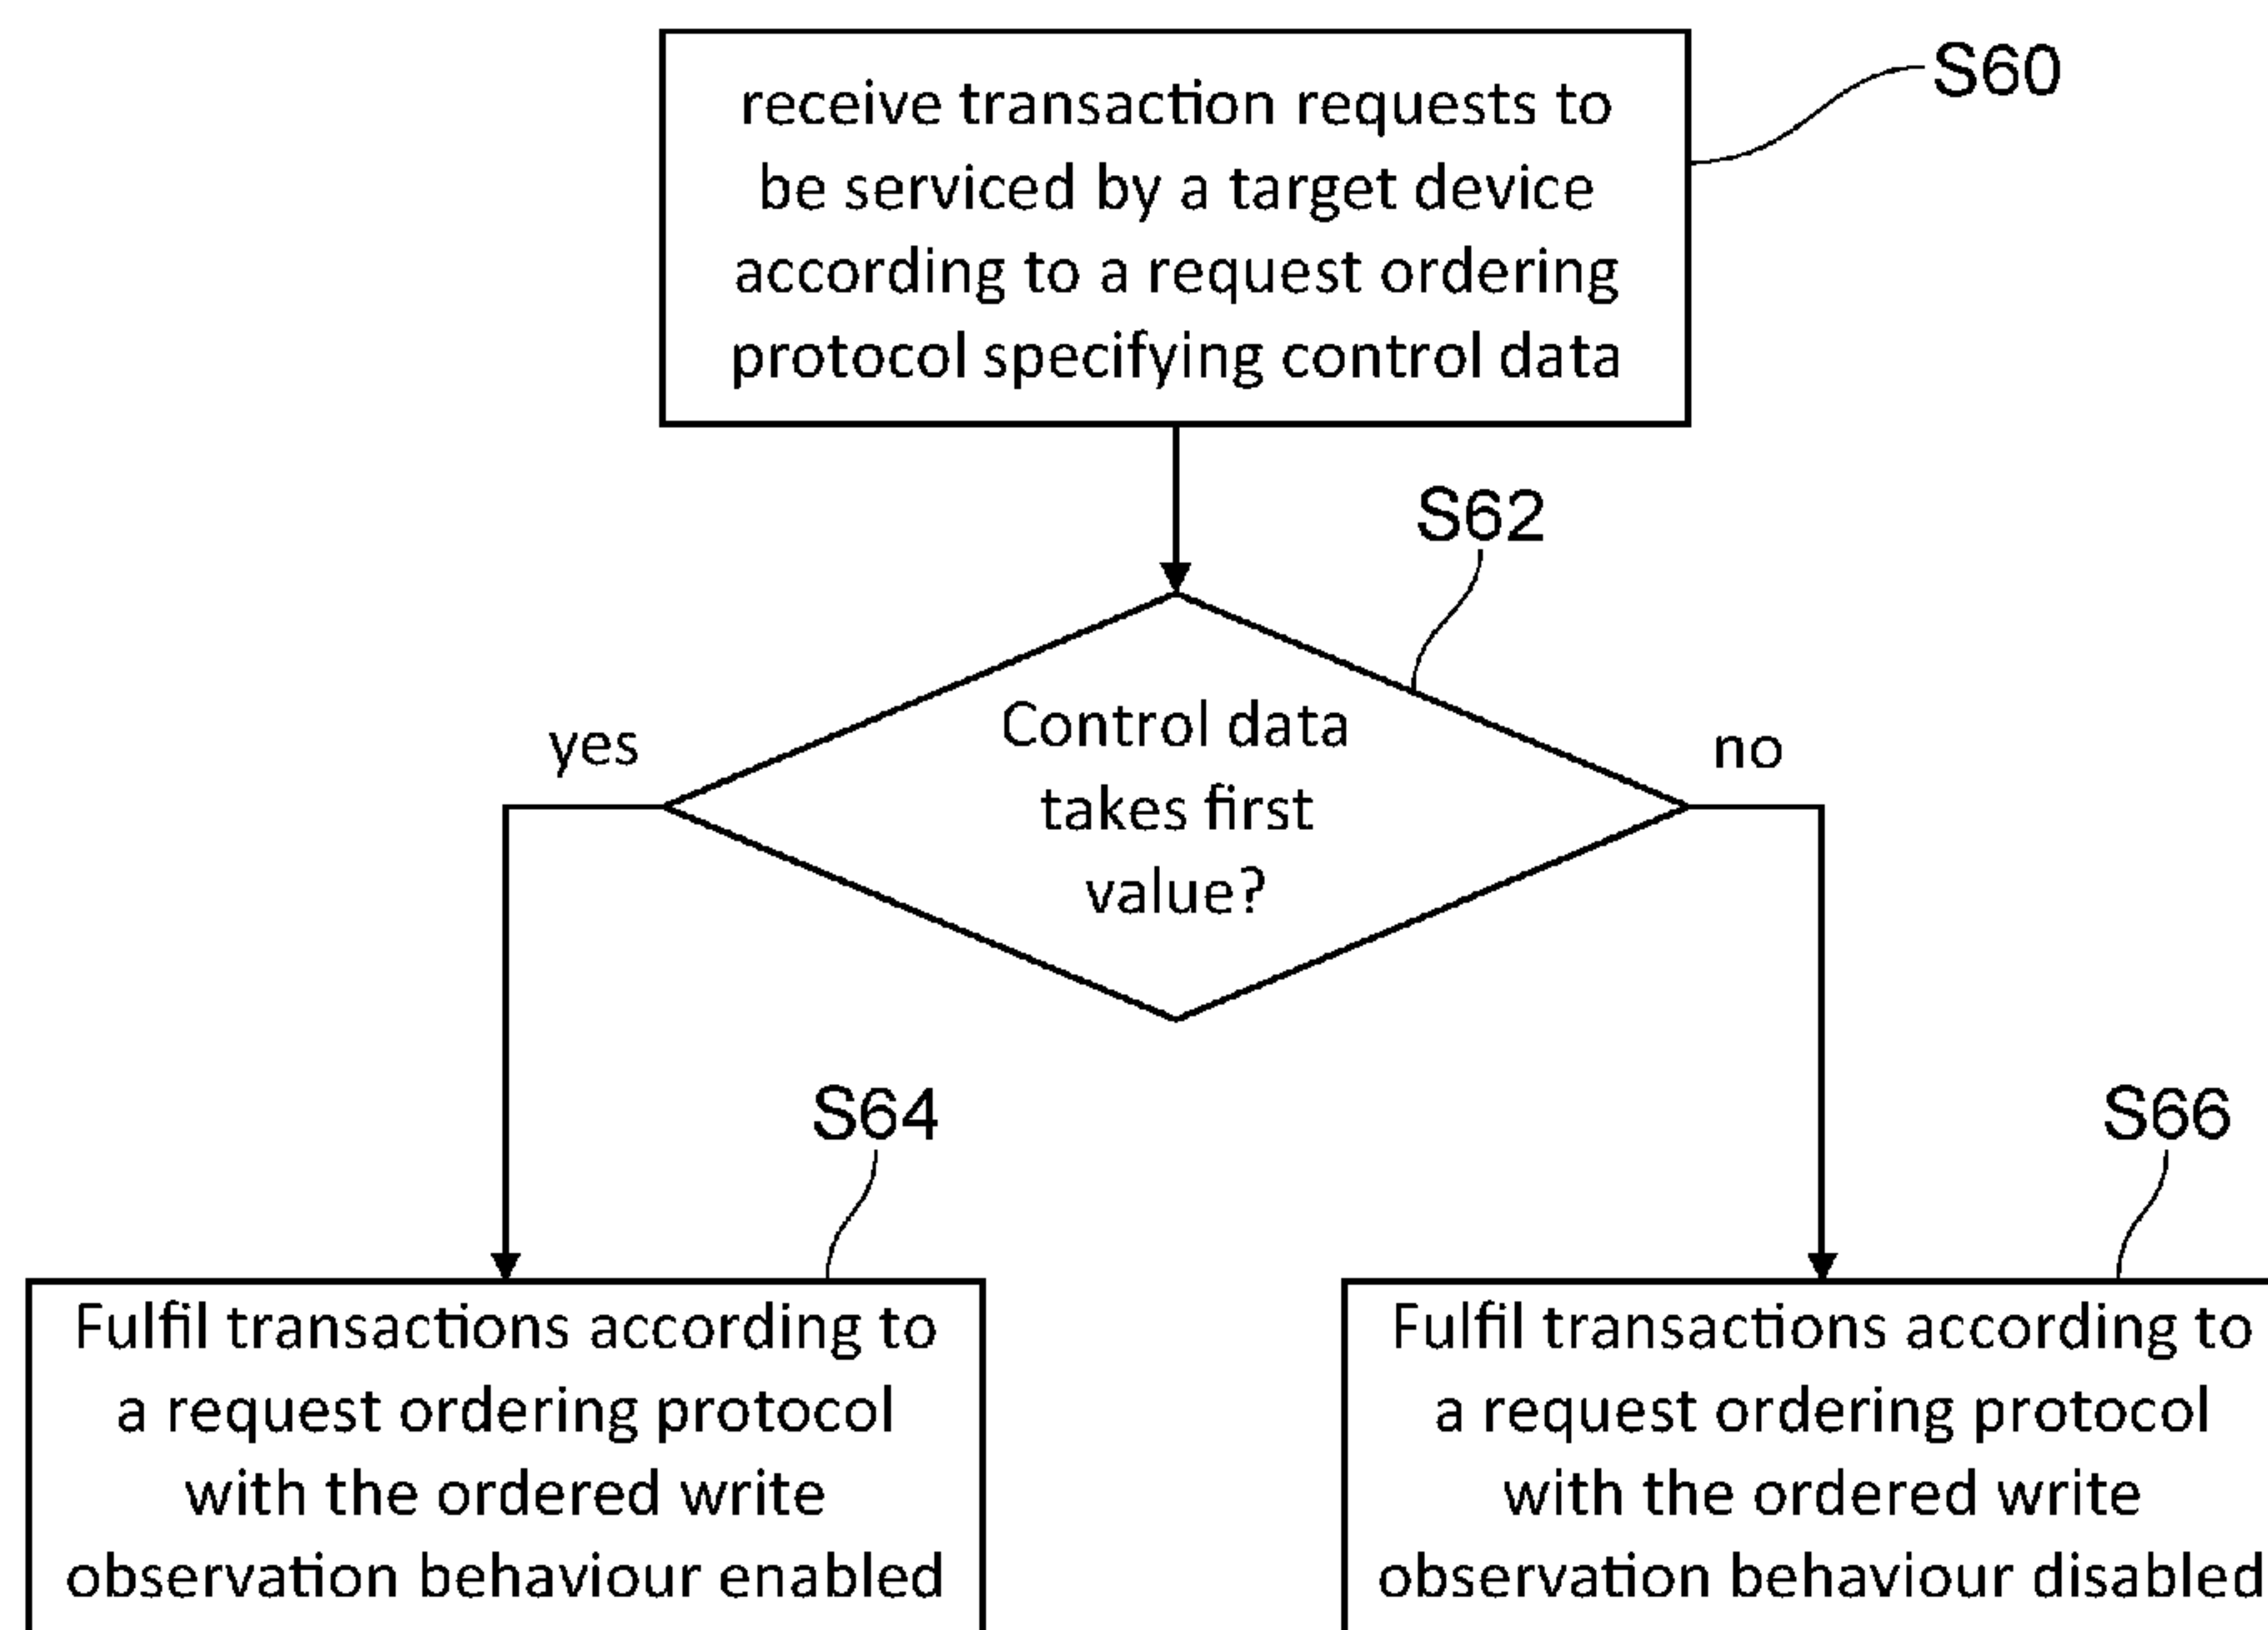 receive transaction requests to
be serviced by a target device
according to a request ordering
protocol specifying control data
S60
S62
Control data
takes first
value?
yes
no
S64
S66
Fulfil transactions according to
a request ordering protocol
with the ordered write
observation behaviour enabled
Fulfil transactions according to
a request ordering protocol
with the ordered write
observation behaviour disabled